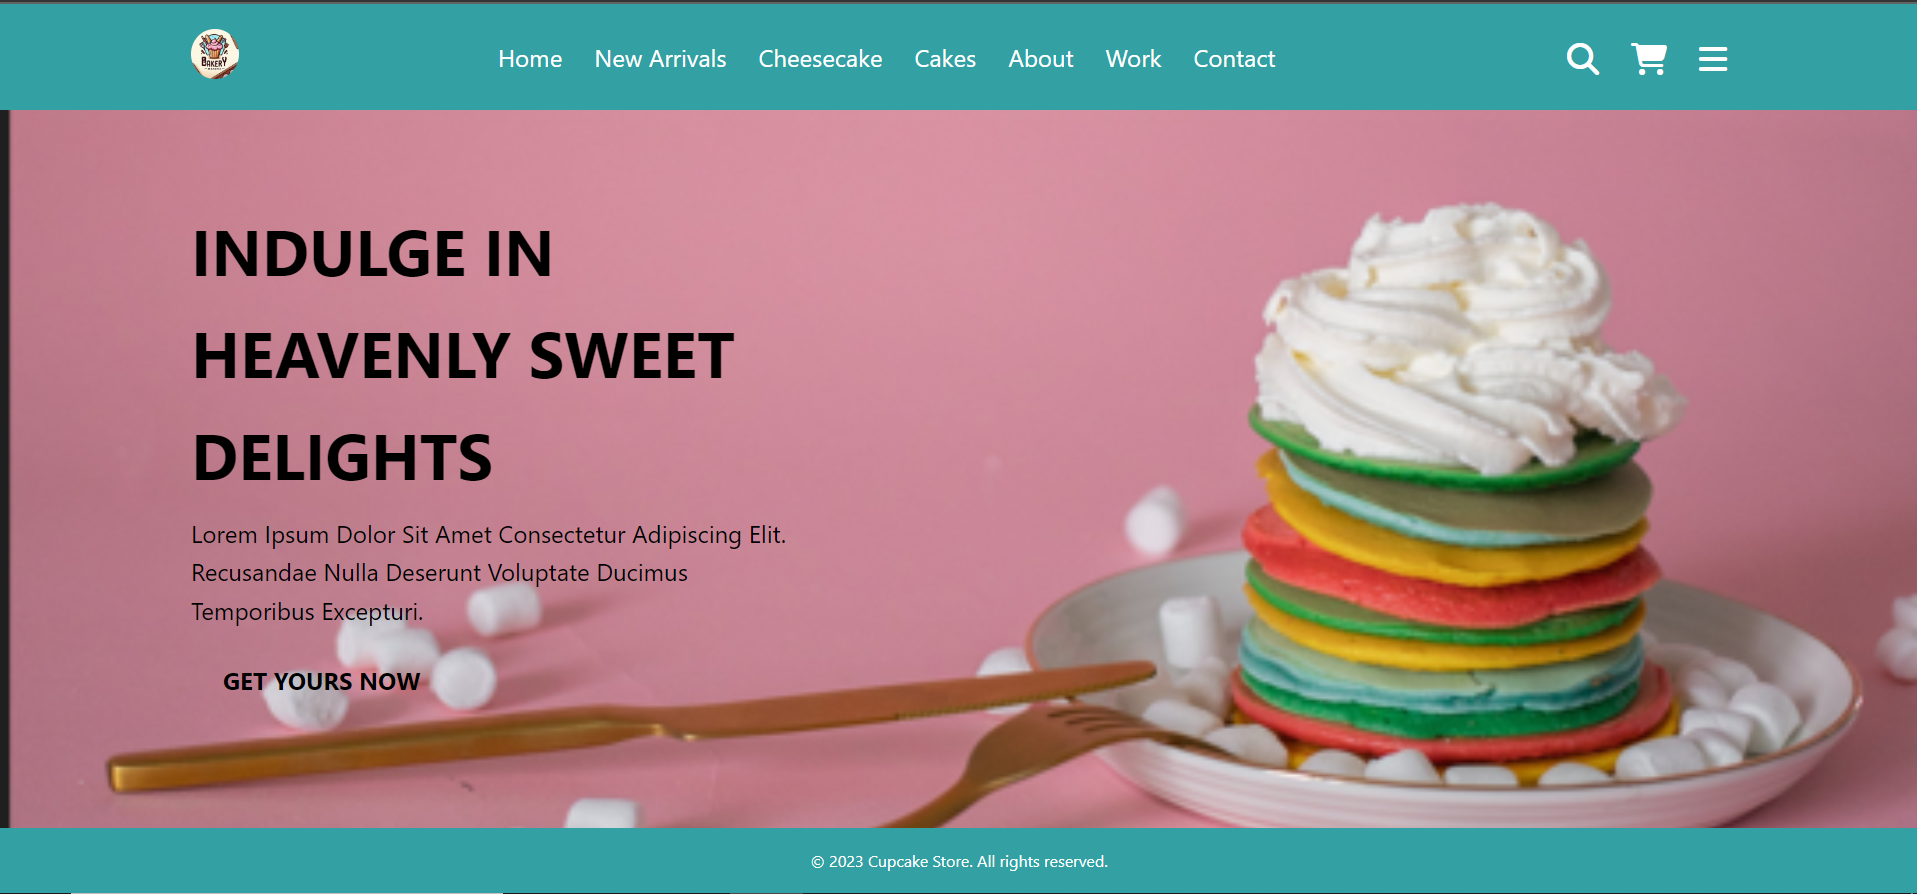 BAKERY
Home New Arrivals Cheesecake Cakes About Work Contact
INDULGE IN
HEAVENLY SWEET
DELIGHTS
Lorem Ipsum Dolor Sit Amet Consectetur Adipiscing Elit.
Recusandae Nulla Deserunt Voluptate Ducimus
Temporibus Excepturi.
GET YOURS NOW
© 2023 Cupcake Store. All rights reserved.